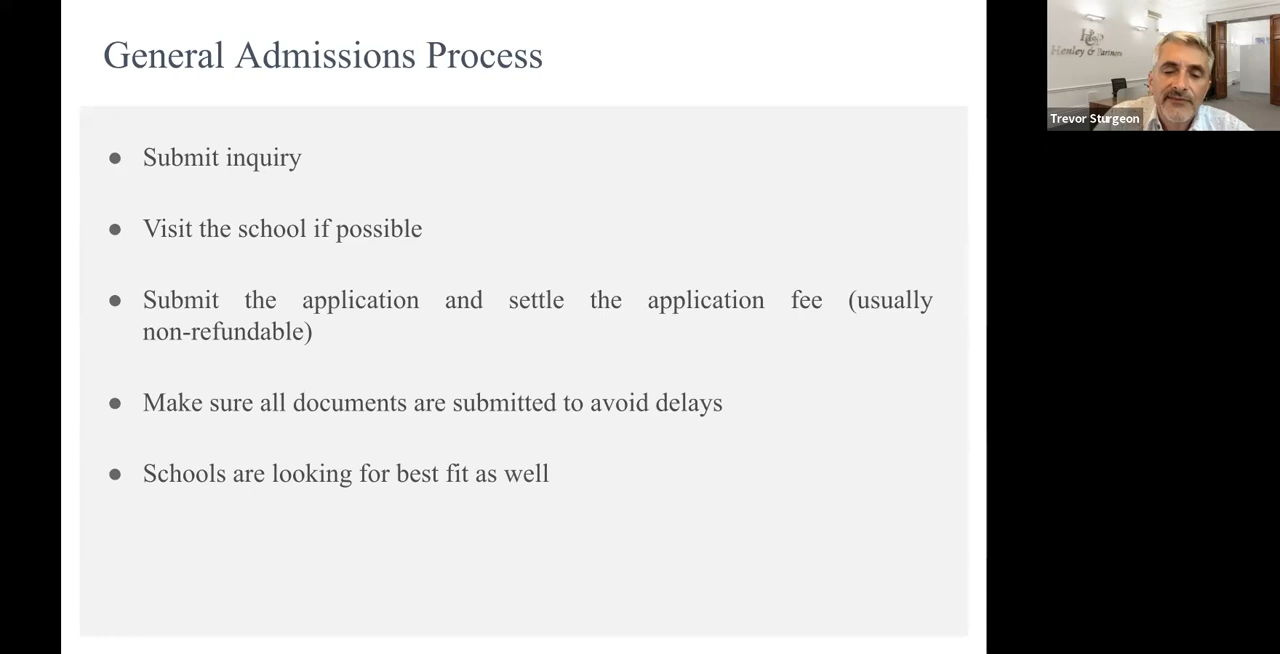 General Admissions Process
● Submit inquiry
● Visit the school if possible
● Submit the application and settle the application fee (usually
non-refundable)
● Make sure all documents are submitted to avoid delays
● Schools are looking for best fit as well
Henley & Partners
Trevor Sturgeon